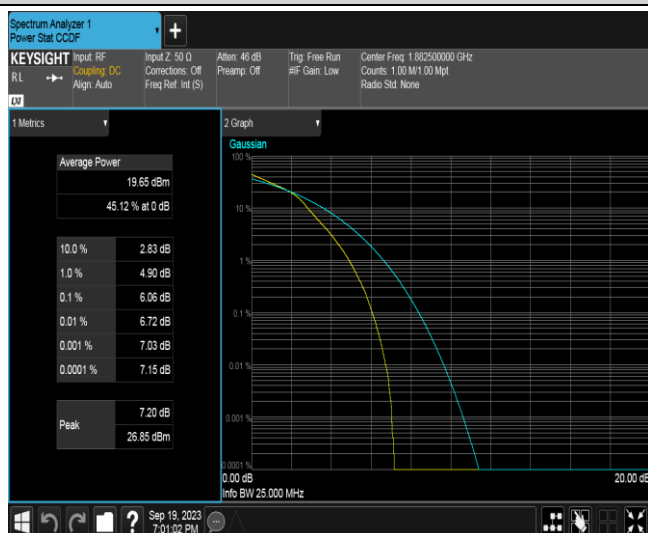 Spectrum Analyzer 1
Power Stat CCDF
KEYSIGHT
Input: RF
Coupling: DC
Align: Auto
Input Z: 50 Ω
Corrections: Off
Freq Ref: Int (S)
Atten: 46 dB
Preamp: Off
Trig: Free Run
#IF Gain: Low
Center Freq: 1.882500000 GHz
Counts: 1.00 M/1.00 Mpt
Radio Std: None
RL
LXI
1 Metrics
Average Power
19.65 dBm
45.12 % at 0 dB
10.0 % 2.83 dB
1.0 % 4.90 dB
0.1 % 6.06 dB
0.01 % 6.72 dB
0.001 % 7.03 dB
0.0001 % 7.15 dB
Peak
7.20 dB
26.85 dBm
2 Graph
Gaussian
100 %
10 %
1 %
0.1 %
0.01 %
0.001 %
0.0001 %
0.00 dB
20.00 dB
Info BW 25.000 MHz
Sep 19, 2023
7:01:02 PM